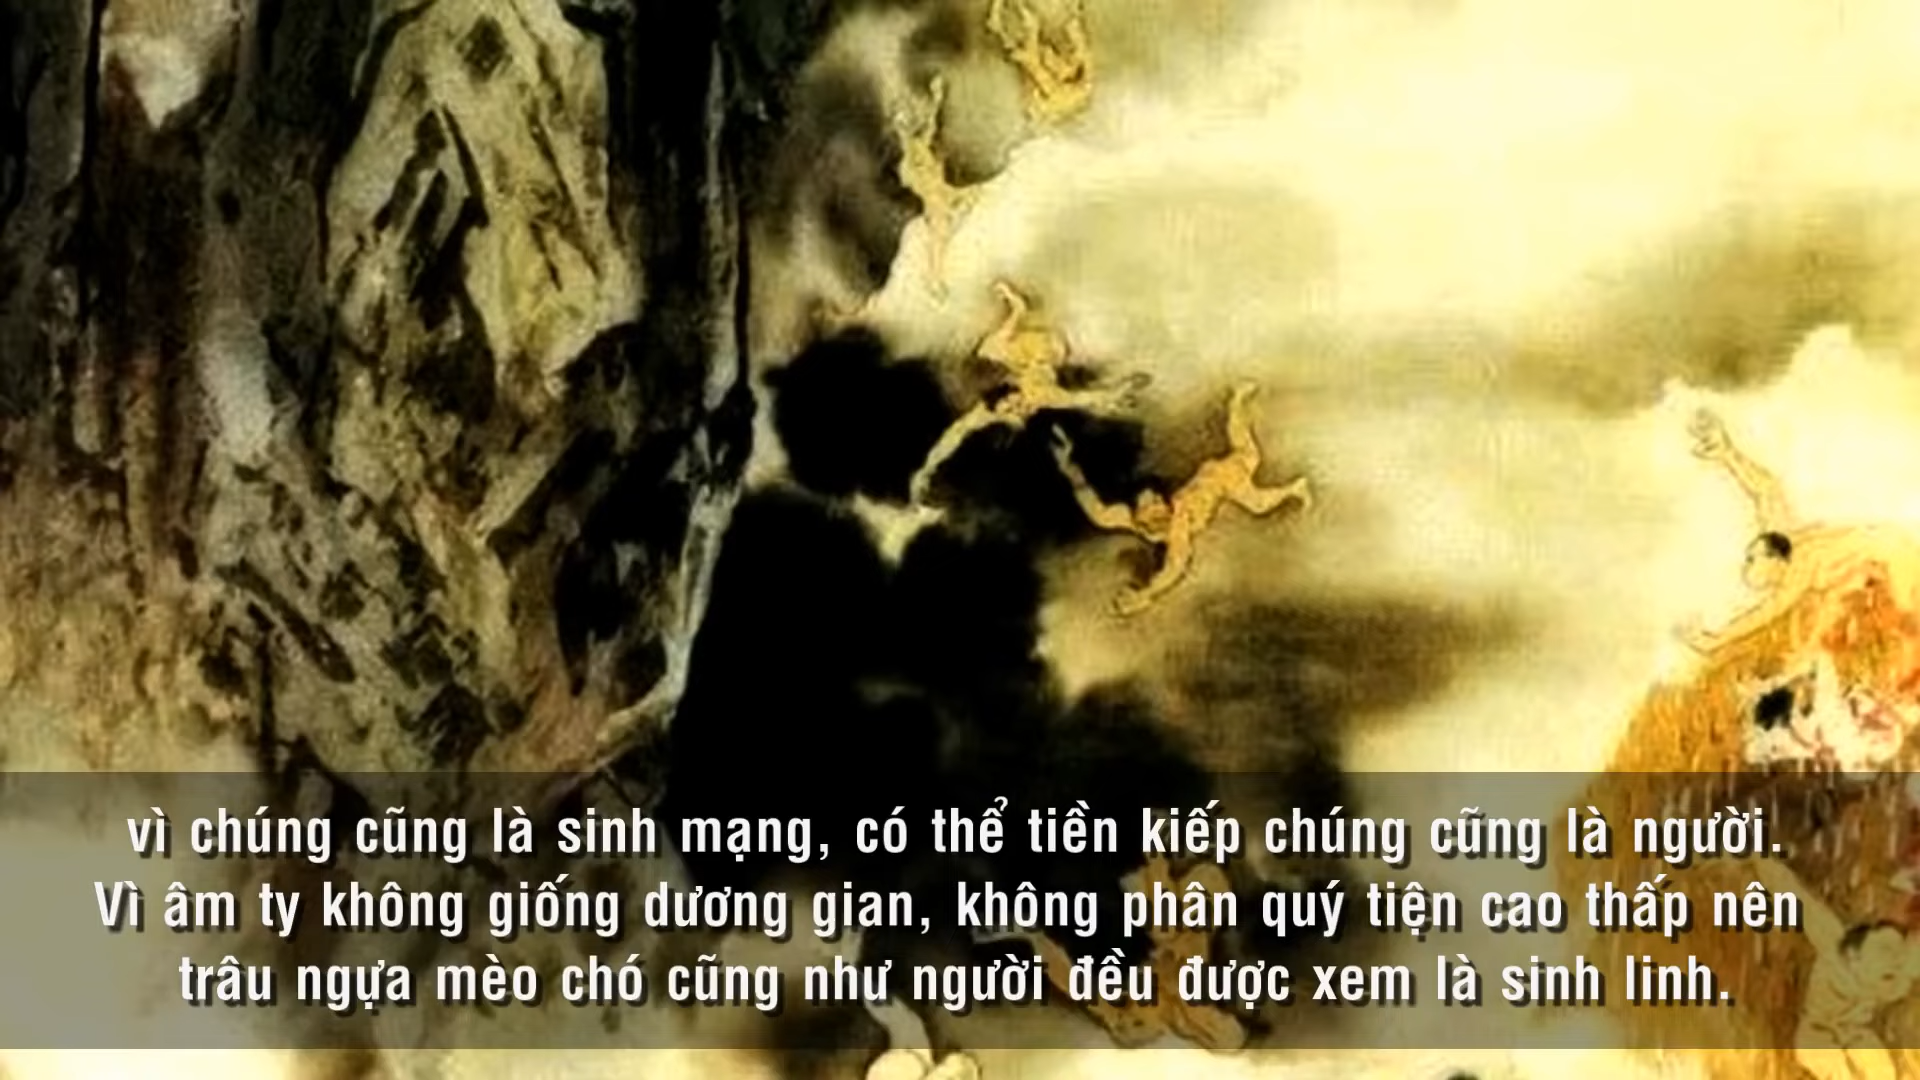 vì chúng cũng là sinh mạng, có thể tiền kiếp chúng cũng là người.
Vì âm ty không giống dương gian, không phân quý tiện cao thấp nên
trâu ngựa mèo chó cũng như người đều được xem là sinh linh.